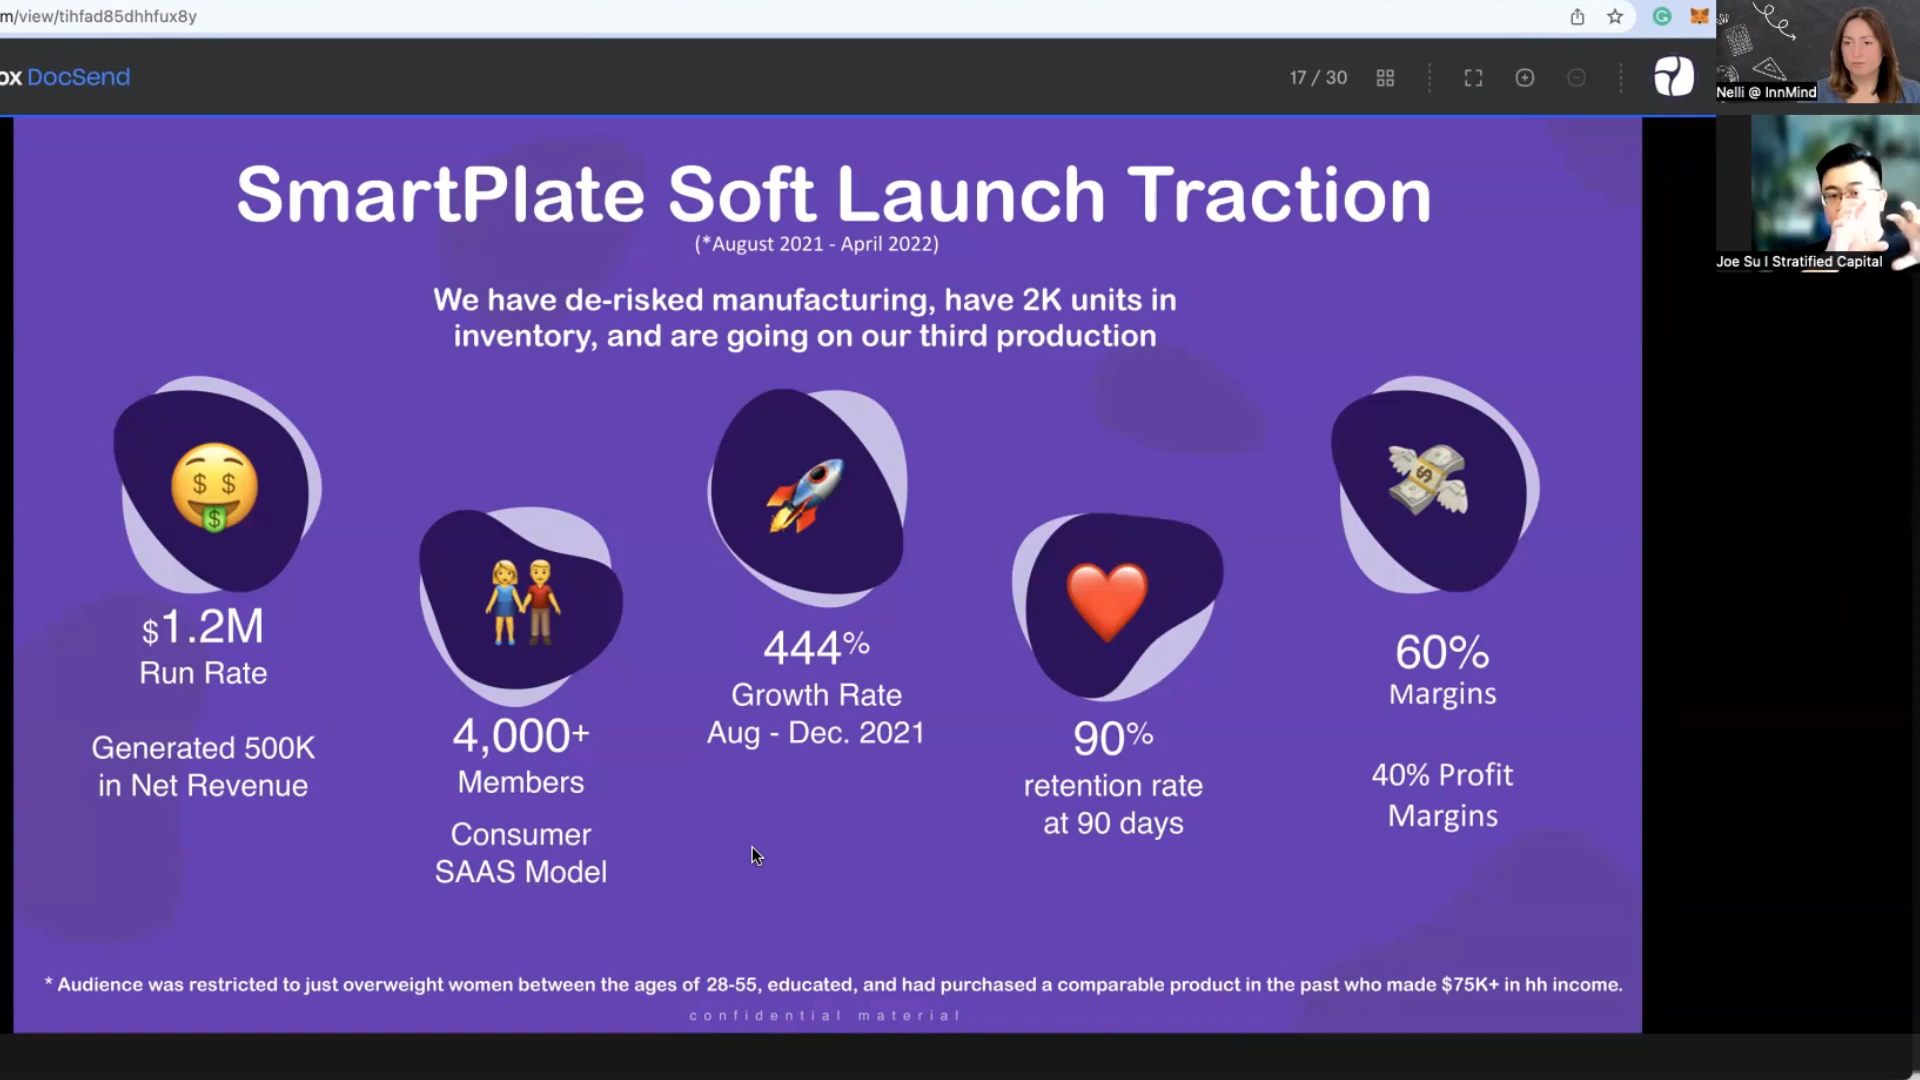 m/view/tihfad85dhhfux8y
ox DocSend
17 / 30
Nelli @ InnMind
Joe Su I Stratified Capital
SmartPlate Soft Launch Traction
(*August 2021 - April 2022)
We have de-risked manufacturing, have 2K units in
inventory, and are going on our third production
$1.2M
Run Rate
Generated 500K
in Net Revenue
4,000+
Members
Consumer
SAAS Model
444%
Growth Rate
Aug - Dec. 2021
90%
retention rate
at 90 days
60%
Margins
40% Profit
Margins
* Audience was restricted to just overweight women between the ages of 28-55, educated, and had purchased a comparable product in the past who made $75K+ in hh income.
confidential material